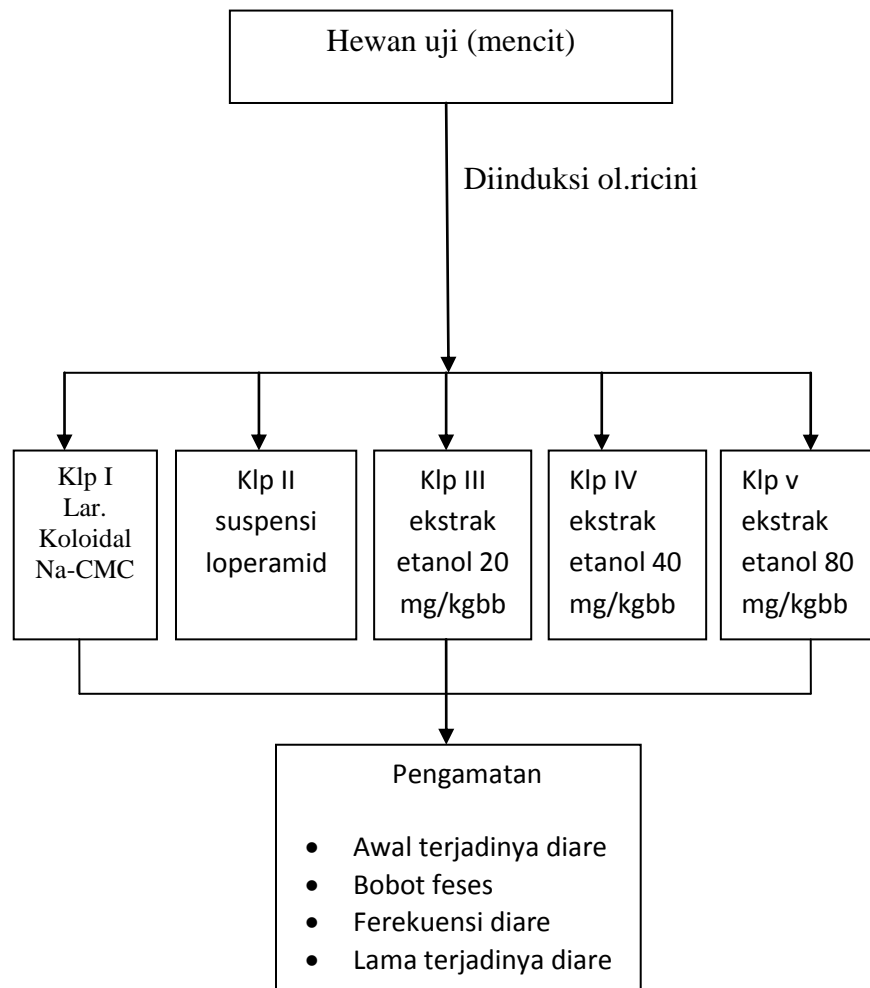 Hewan uji (mencit)
Diinduksi ol.ricini
Klp I
Lar.
Koloidal
Na-CMC
Klp II
suspensi
loperamid
Klp III
ekstrak
etanol 20
mg/kgbb
Klp IV
ekstrak
etanol 40
mg/kgbb
Klp v
ekstrak
etanol 80
mg/kgbb
Pengamatan
• Awal terjadinya diare
• Bobot feses
• Ferekuensi diare
• Lama terjadinya diare